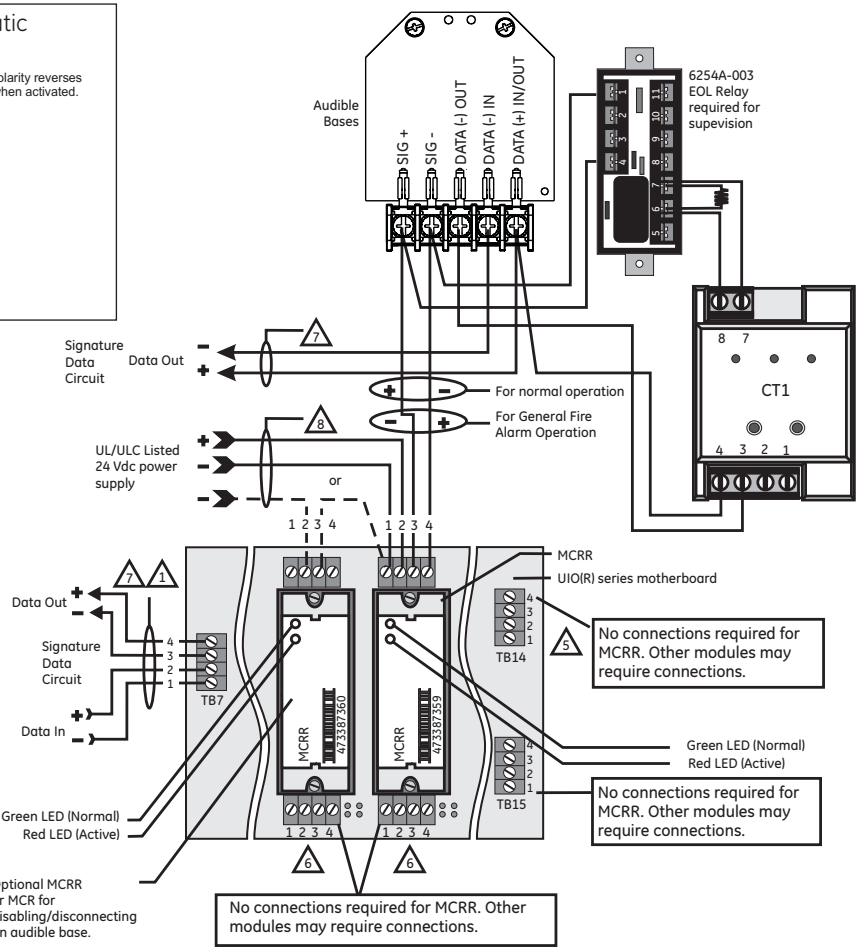 tic
olarity reverses
hen activated.
Audible
Bases
SIG +
SIG -
DATA (-) OUT
DATA (-) IN
DATA (+) IN/OUT
6254A-003
EOL Relay
required for
supevision
1
2
3
4
11
10
9
8
7
6
5
8 7
CT1
4 3 2 1
Signature
Data
Circuit
Data Out
-
+
7
+ -
For normal operation
- +
For General Fire
Alarm Operation
8
UL/ULC Listed
24 Vdc power
supply
+
-
-
or
1 2 3 4
1 2 3 4
MCRR
UIO(R) series motherboard
7 1
Data Out
+
-
Signature
Data
Circuit
4
3
2
1
TB7
Data In
+
-
MCRR
473387360
MCRR
473387359
4
3
2
1
TB14
5
No connections required for
MCRR. Other modules may
require connections.
Green LED (Normal)
Red LED (Active)
4
3
2
1
TB15
No connections required for
MCRR. Other modules may
require connections.
Green LED (Normal)
Red LED (Active)
1 2 3 4
1 2 3 4
6
6
ptional MCRR
r MCR for
isabling/disconnecting
n audible base.
No connections required for MCRR. Other
modules may require connections.